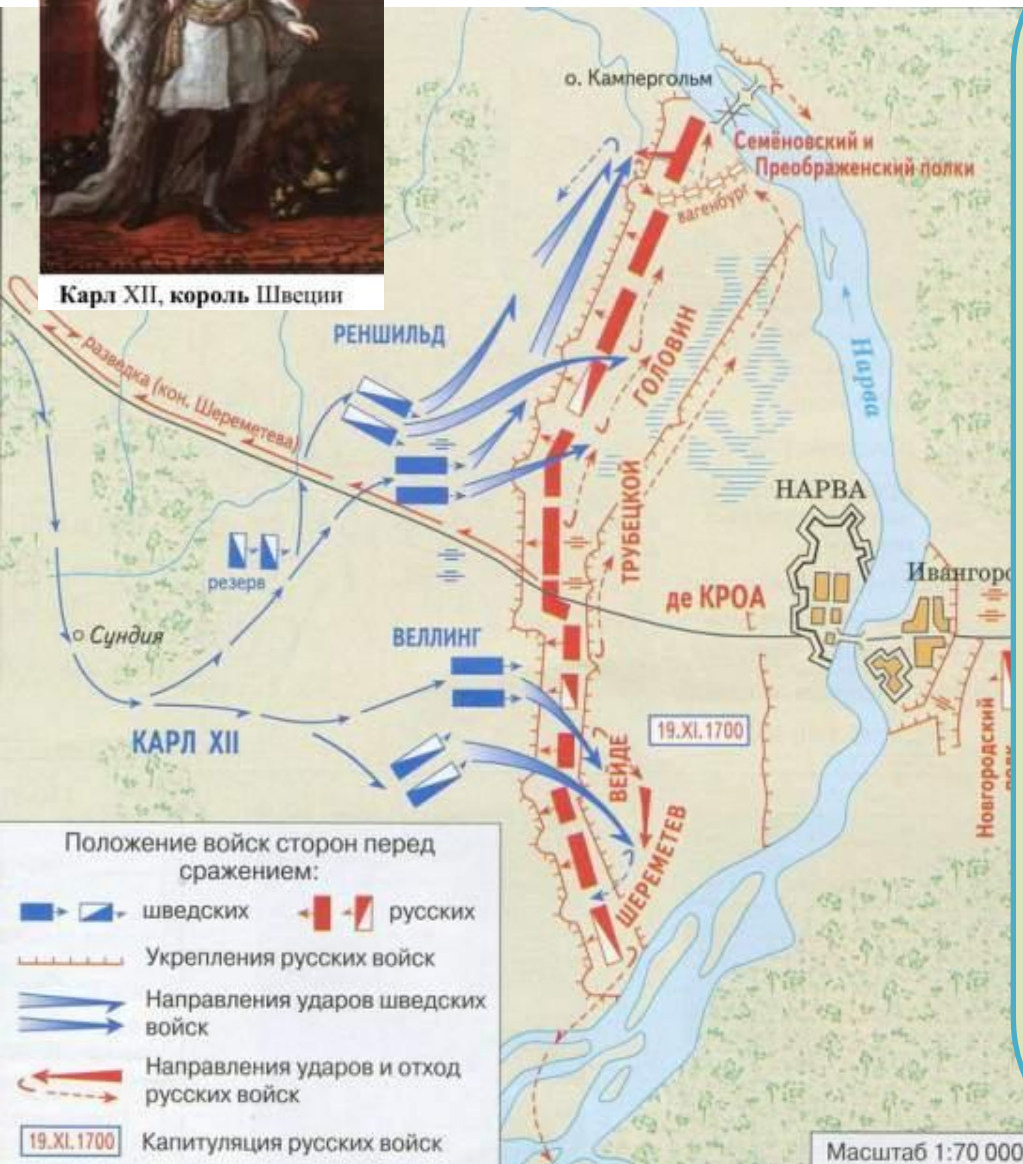 Карл XII, король Швеции
о. Кампергольм
Семёновский и
Преображенский полки
вагенбург
РЕНШИЛЬД
разведка (кон. Шереметева)
ГОЛОВИН
Нарва
ТРУБЕЦКОЙ
НАРВА
резерв
Ивангоро
де КРОА
Сундия
ВЕЛЛИНГ
КАРЛ XII
19.XI.1700
ВЕЙДЕ
ШЕРЕМЕТЕВ
Новгородский
Положение войск сторон перед
сражением:
шведских
русских
Укрепления русских войск
Направления ударов шведских
войск
Направления ударов и отход
русских войск
19.XI.1700
Капитуляция русских войск
Масштаб 1:70 000